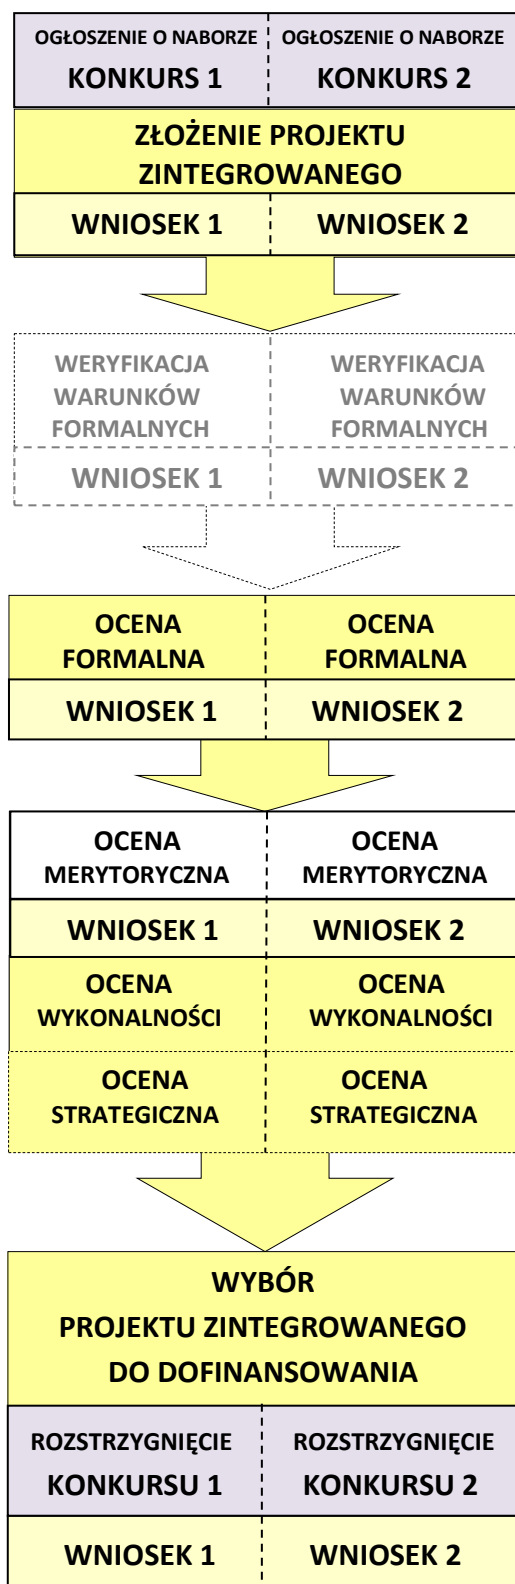 OGŁOSZENIE O NABORZE OGŁOSZENIE O NABORZE
KONKURS 1 KONKURS 2
ZŁOŻENIE PROJEKTU
ZINTEGROWANEGO
WNIOSEK 1 WNIOSEK 2
WERYFIKACJA WERYFIKACJA
WARUNKÓW WARUNKÓW
FORMALNYCH FORMALNYCH
WNIOSEK 1 WNIOSEK 2
OCENA OCENA
FORMALNA FORMALNA
WNIOSEK 1 WNIOSEK 2
OCENA OCENA
MERYTORYCZNA MERYTORYCZNA
WNIOSEK 1 WNIOSEK 2
OCENA OCENA
WYKONALNOŚCI WYKONALNOŚCI
OCENA OCENA
STRATEGICZNA STRATEGICZNA
WYBÓR
PROJEKTU ZINTEGROWANEGO
DO DOFINANSOWANIA
ROZSTRZYGNIĘCIE ROZSTRZYGNIĘCIE
KONKURSU 1 KONKURSU 2
WNIOSEK 1 WNIOSEK 2